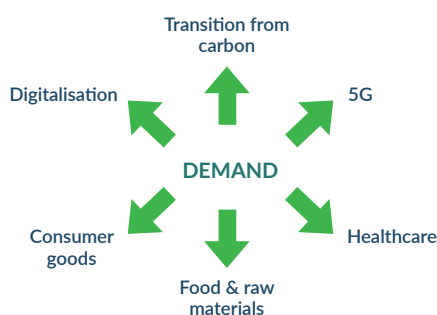 Transition from
carbon
Digitalisation
5G
DEMAND
Consumer
goods
Healthcare
Food & raw
materials